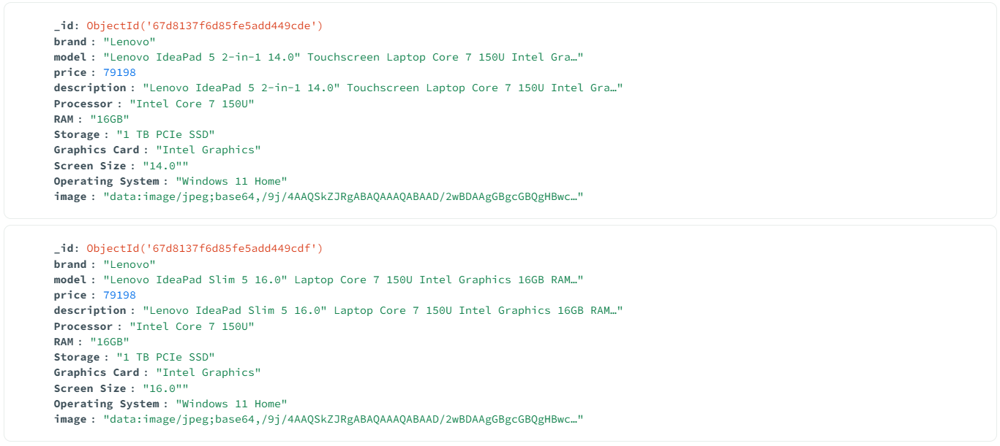 _id: ObjectId('67d8137f6d85fe5add449cde')
brand : "Lenovo"
model : "Lenovo IdeaPad 5 2-in-1 14.0" Touchscreen Laptop Core 7 150U Intel Gra…"
price : 79198
description : "Lenovo IdeaPad 5 2-in-1 14.0" Touchscreen Laptop Core 7 150U Intel Gra…"
Processor : "Intel Core 7 150U"
RAM : "16GB"
Storage : "1 TB PCIe SSD"
Graphics Card : "Intel Graphics"
Screen Size : "14.0""
Operating System : "Windows 11 Home"
image : "data:image/jpeg;base64,/9j/4AAQSkZJRgABAQAAAQABAAD/2wBDAAgGBgcGBQgHBwc…"
_id: ObjectId('67d8137f6d85fe5add449cdf')
brand : "Lenovo"
model : "Lenovo IdeaPad Slim 5 16.0" Laptop Core 7 150U Intel Graphics 16GB RAM…"
price : 79198
description : "Lenovo IdeaPad Slim 5 16.0" Laptop Core 7 150U Intel Graphics 16GB RAM…"
Processor : "Intel Core 7 150U"
RAM : "16GB"
Storage : "1 TB PCIe SSD"
Graphics Card : "Intel Graphics"
Screen Size : "16.0""
Operating System : "Windows 11 Home"
image : "data:image/jpeg;base64,/9j/4AAQSkZJRgABAQAAAQABAAD/2wBDAAgGBgcGBQgHBwc…"